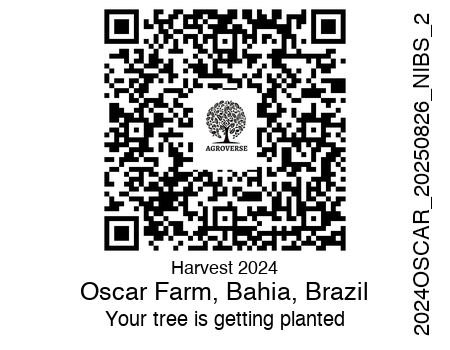 AGROVERSE
Harvest 2024
Oscar Farm, Bahia, Brazil
Your tree is getting planted
2024OSCAR_20250826_NIBS_2